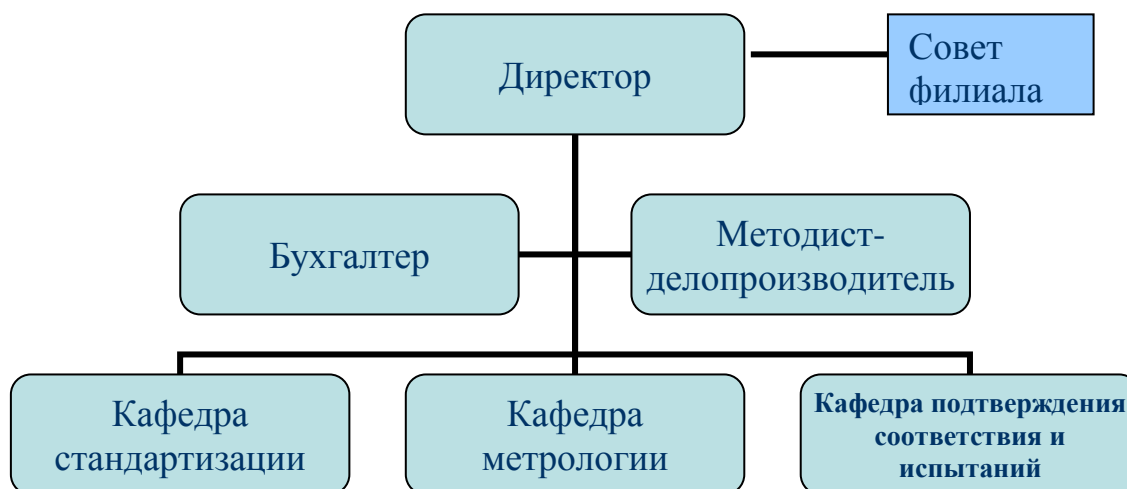 Директор
Совет
филиала
Бухгалтер
Методист-
делопроизводитель
Кафедра
стандартизации
Кафедра
метрологии
Кафедра подтверждения
соответствия и
испытаний